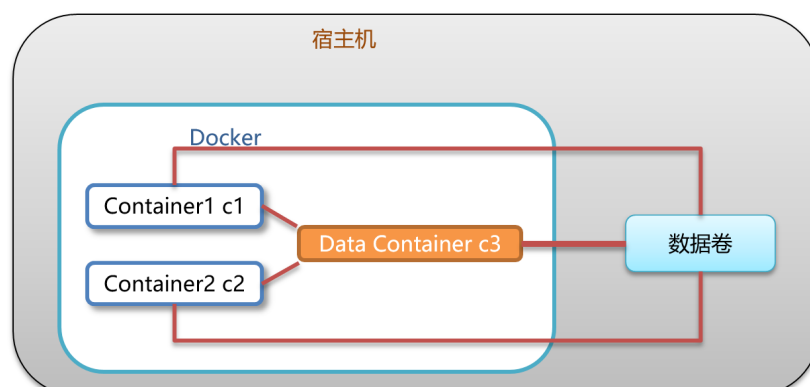 宿主机
Docker
Container1 c1
Data Container c3
数据卷
Container2 c2